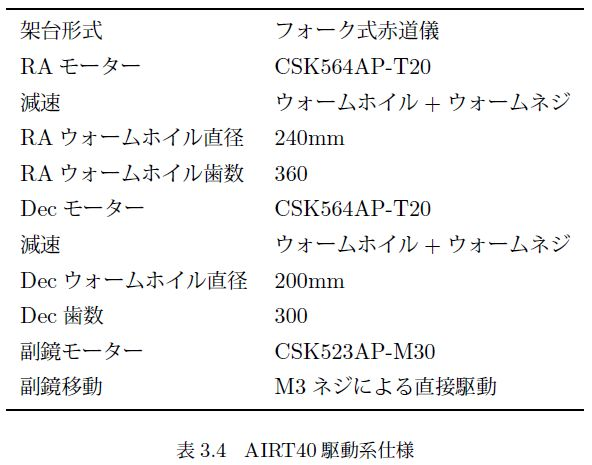 架台形式 フォーク式赤道儀
RA モーター CSK564AP-T20
減速 ウォームホイル + ウォームネジ
RA ウォームホイル直径 240mm
RA ウォームホイル歯数 360
Dec モーター CSK564AP-T20
減速 ウォームホイル + ウォームネジ
Dec ウォームホイル直径 200mm
Dec 歯数 300
副鏡モーター CSK523AP-M30
副鏡移動 M3 ネジによる直接駆動
表 3.4 AIRT40 駆動系仕様